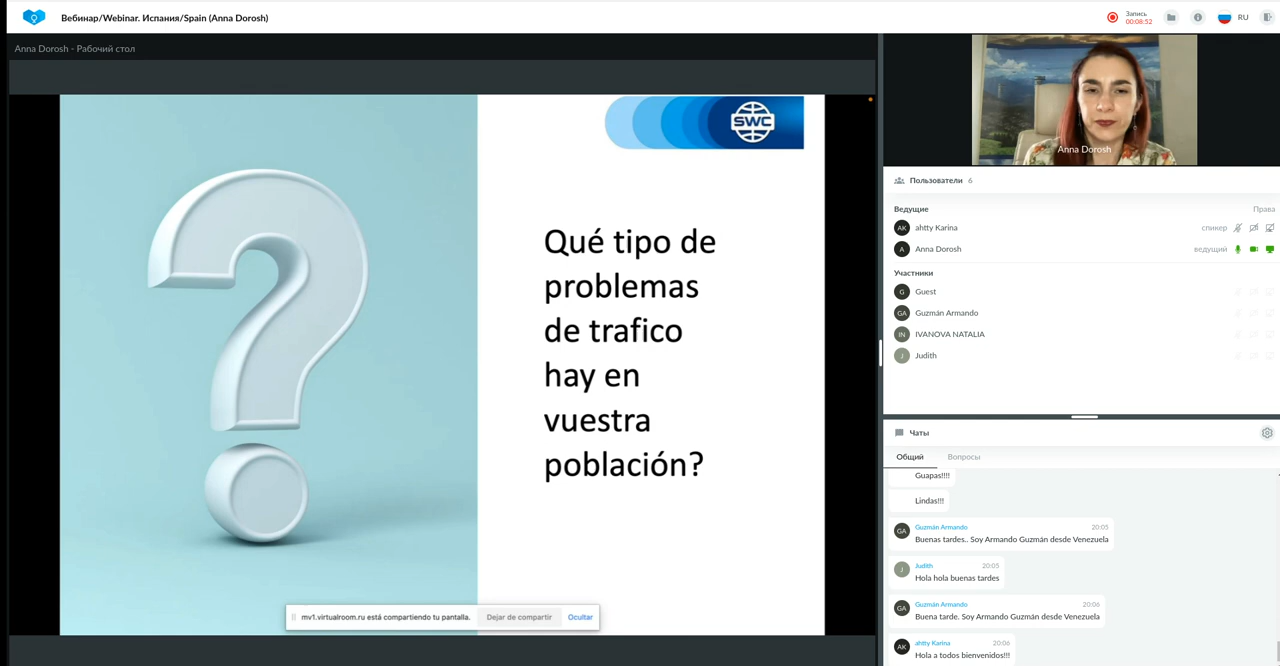 Вебинар/Webinar. Испания/Spain (Anna Dorosh)
Запись
00:08:52
RU
Anna Dorosh - Рабочий стол
SWC
Qué tipo de
problemas
de trafico
hay en
vuestra
población?
mv1.virtualroom.ru está compartiendo tu pantalla.
Dejar de compartir
Ocultar
Anna Dorosh
Пользователи 6
Ведущие
Права
AK ahtty Karina спикер
A Anna Dorosh ведущий
Участники
G Guest
GA Guzmán Armando
IN IVANOVA NATALIA
J Judith
Чаты
Общий Вопросы
Guapas!!!!
Lindas!!!
GA Guzmán Armando 20:05
Buenas tardes.. Soy Armando Guzmán desde Venezuela
J Judith 20:05
Hola hola buenas tardes
GA Guzmán Armando 20:06
Buena tarde. Soy Armando Guzmán desde Venezuela
AK ahtty Karina 20:06
Hola a todos bienvenidos!!!